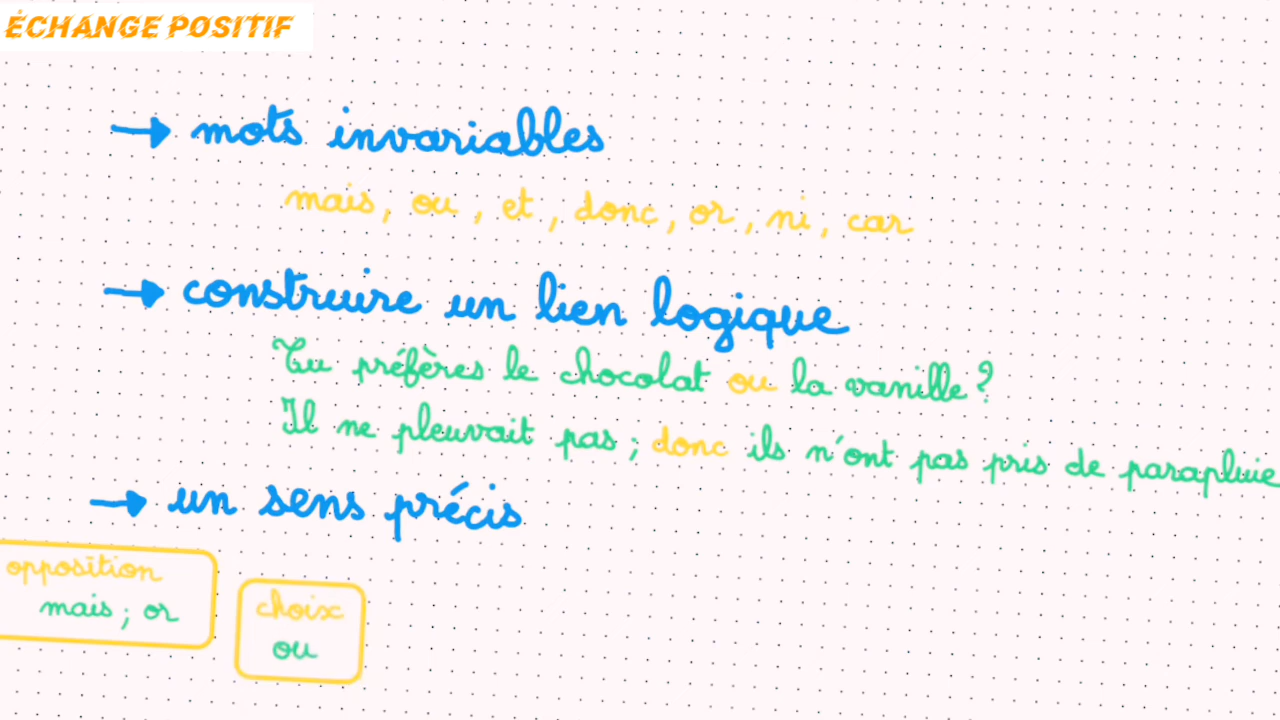 ÉCHANGE POSITIF
→ mots invariables
mais, ou, et, donc, or, ni, car
→ construire un lien logique
Tu préfères le chocolat ou la vanille ?
Il ne pleuvait pas ; donc ils n'ont pas pris de parapluie
→ un sens précis
opposition
mais ; or
choix
ou